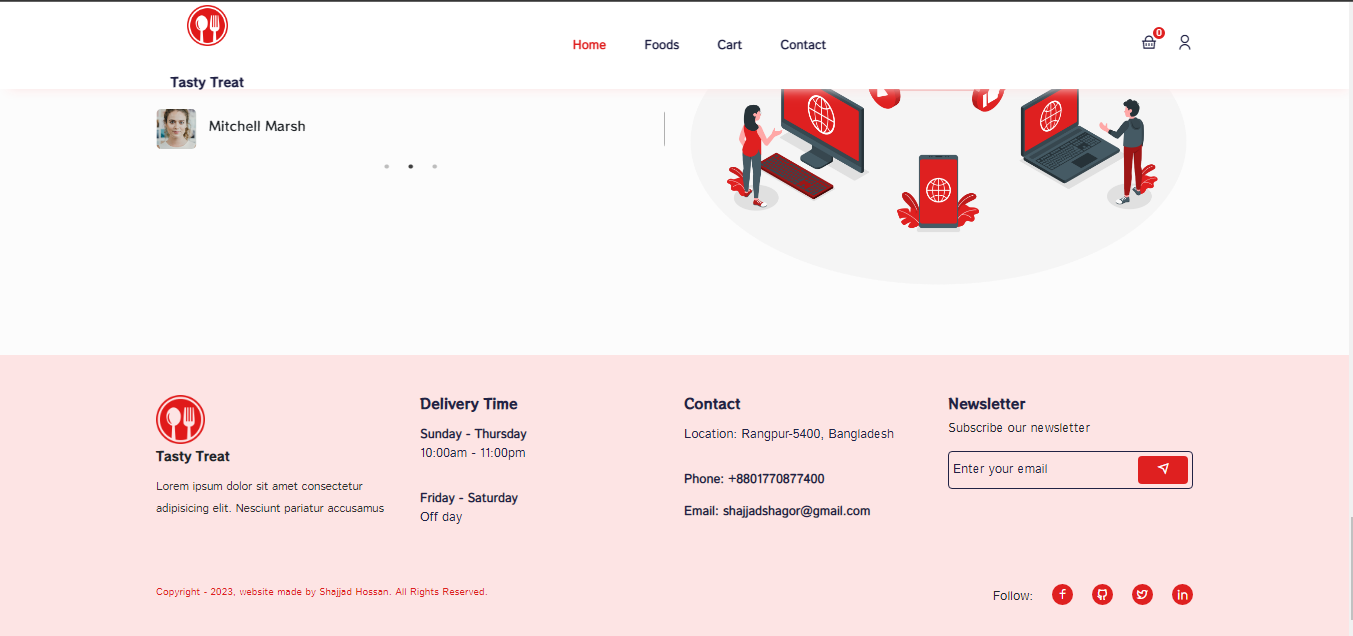 Home
Foods
Cart
Contact
0
Tasty Treat
Mitchell Marsh
Tasty Treat
Lorem ipsum dolor sit amet consectetur
adipisicing elit. Nesciunt pariatur accusamus
Delivery Time
Sunday - Thursday
10:00am - 11:00pm
Friday - Saturday
Off day
Contact
Location: Rangpur-5400, Bangladesh
Phone: +8801770877400
Email: shajjadshagor@gmail.com
Newsletter
Subscribe our newsletter
Enter your email
Copyright - 2023, website made by Shajjad Hossan. All Rights Reserved.
Follow: